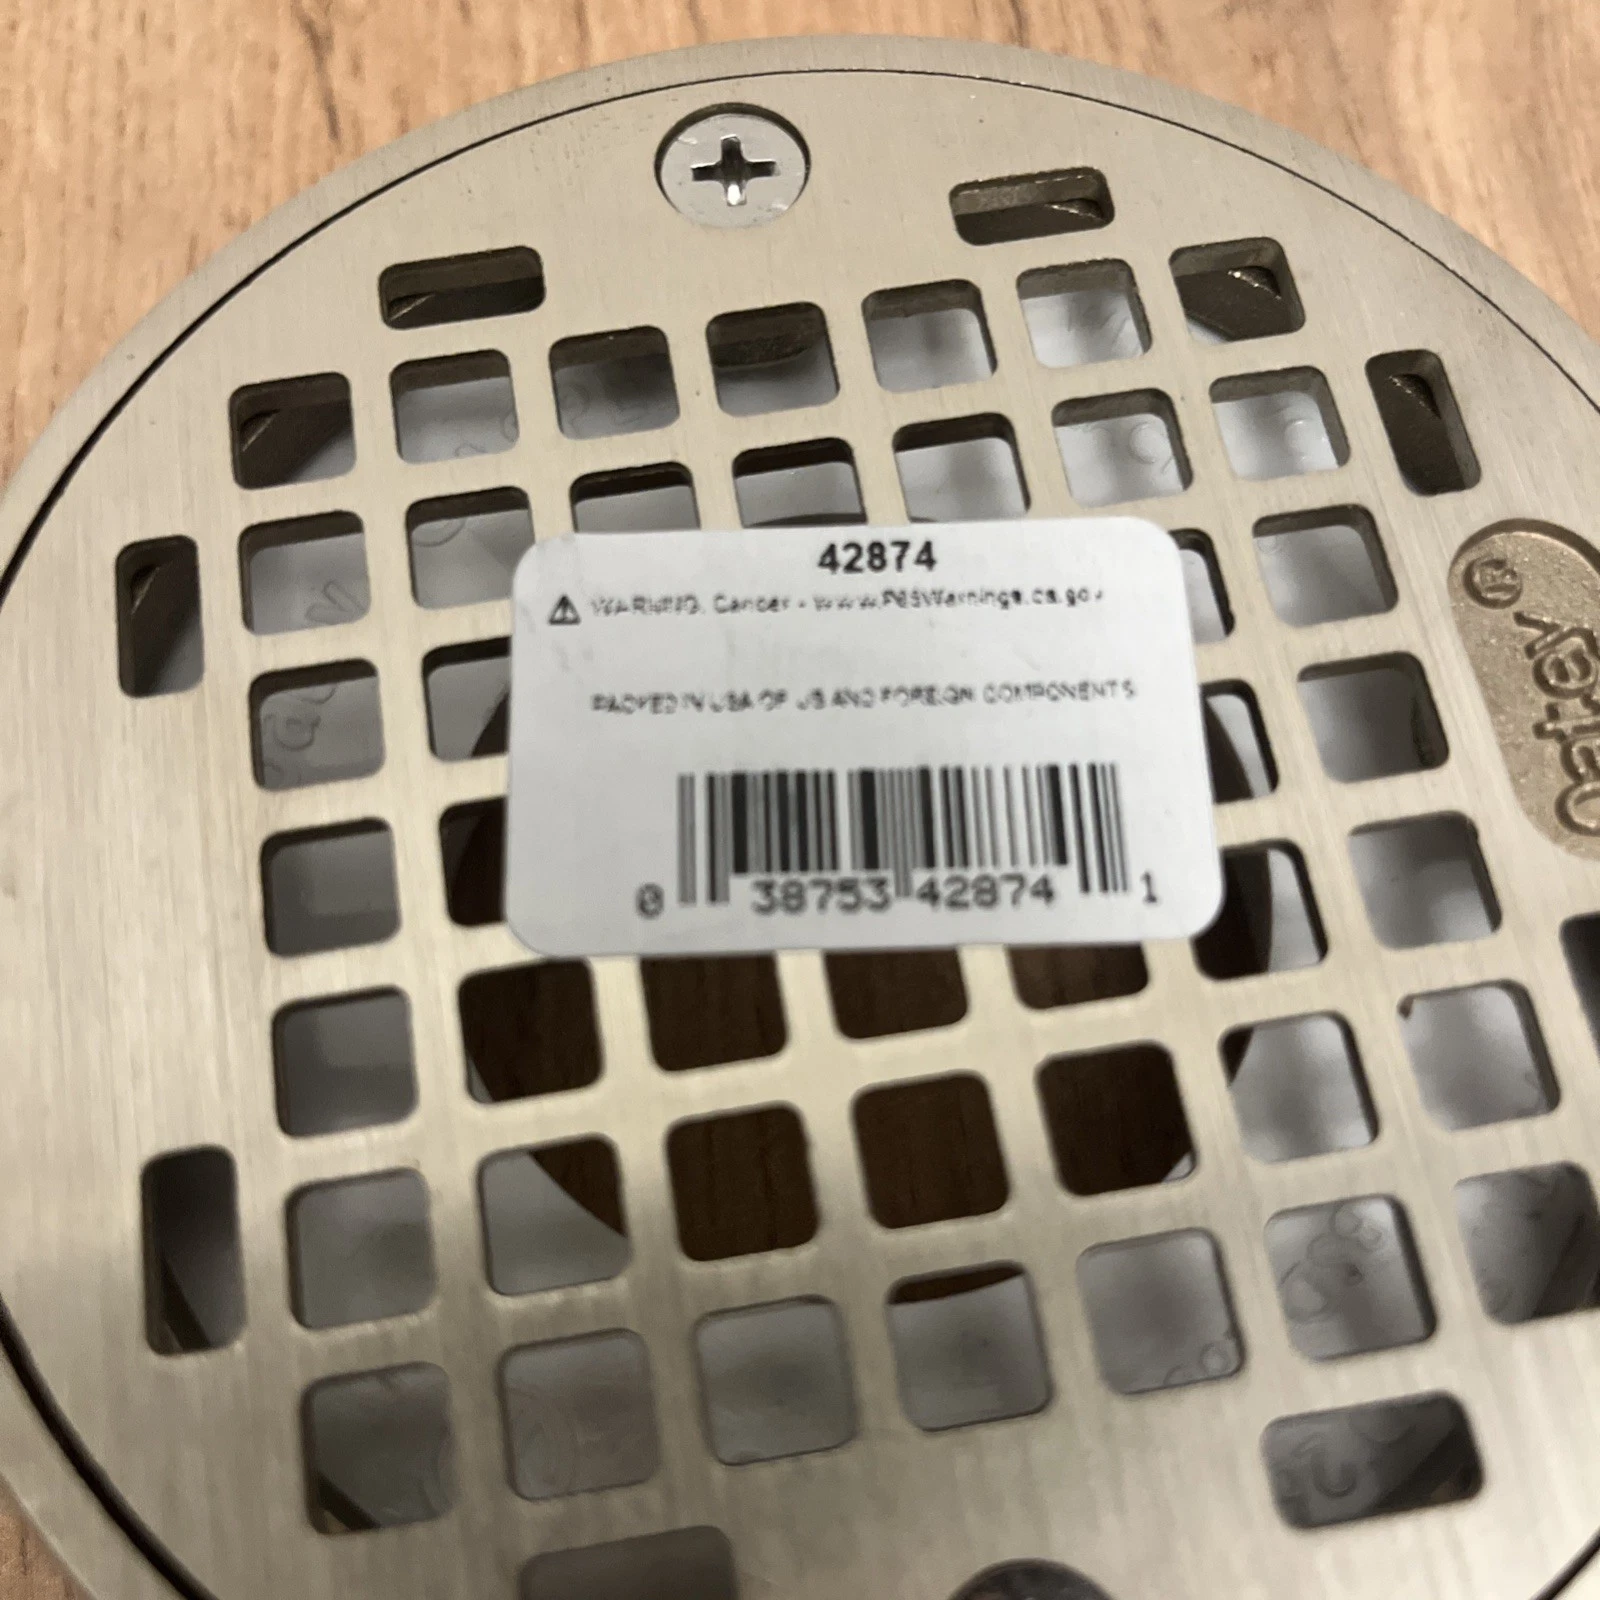 42874
⚠ WARNING: Cancer - www.P65Warnings.ca.gov
PACKED IN USA OF US AND FOREIGN COMPONENTS
0 38753 42874 1
Oatey®